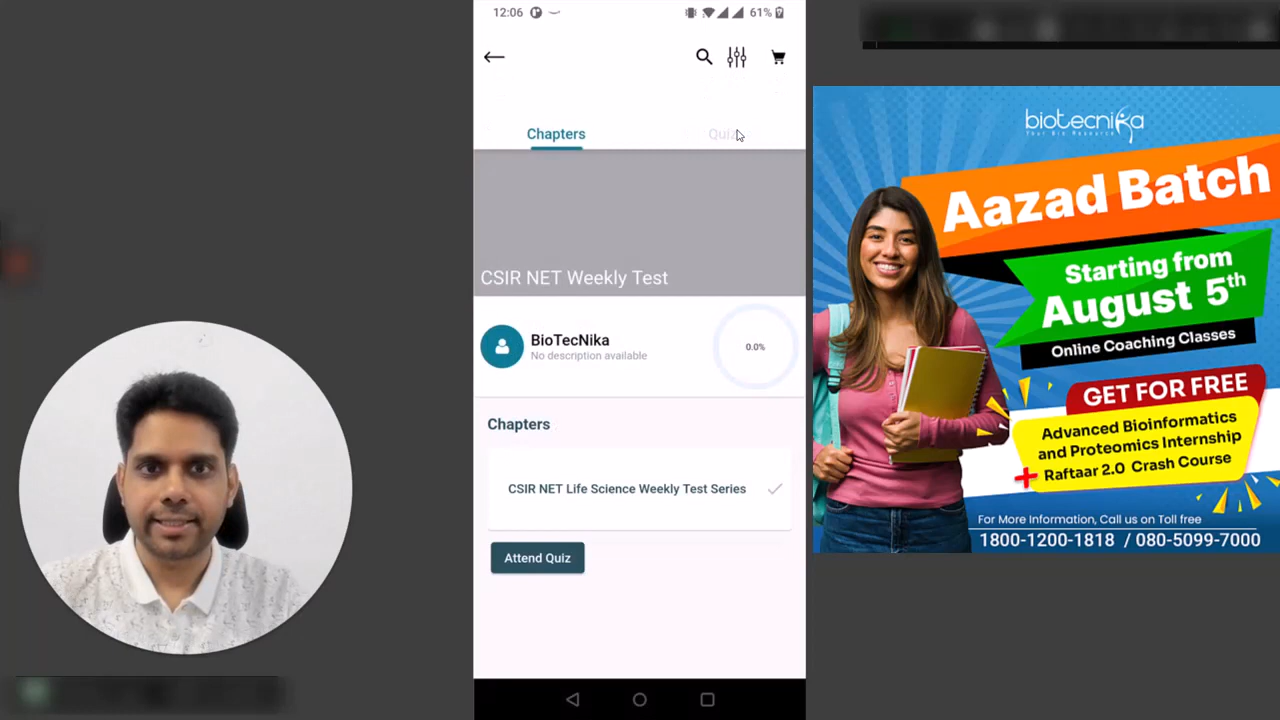 12:06
61%
Chapters
Quiz
CSIR NET Weekly Test
BioTecNika
No description available
0.0%
Chapters
CSIR NET Life Science Weekly Test Series
Attend Quiz
biotecnika
Your Bio Resource
Aazad Batch
Starting from
August 5th
Online Coaching Classes
GET FOR FREE
Advanced Bioinformatics
and Proteomics Internship
+ Raftaar 2.0 Crash Course
For More Information, Call us on Toll free
1800-1200-1818 / 080-5099-7000